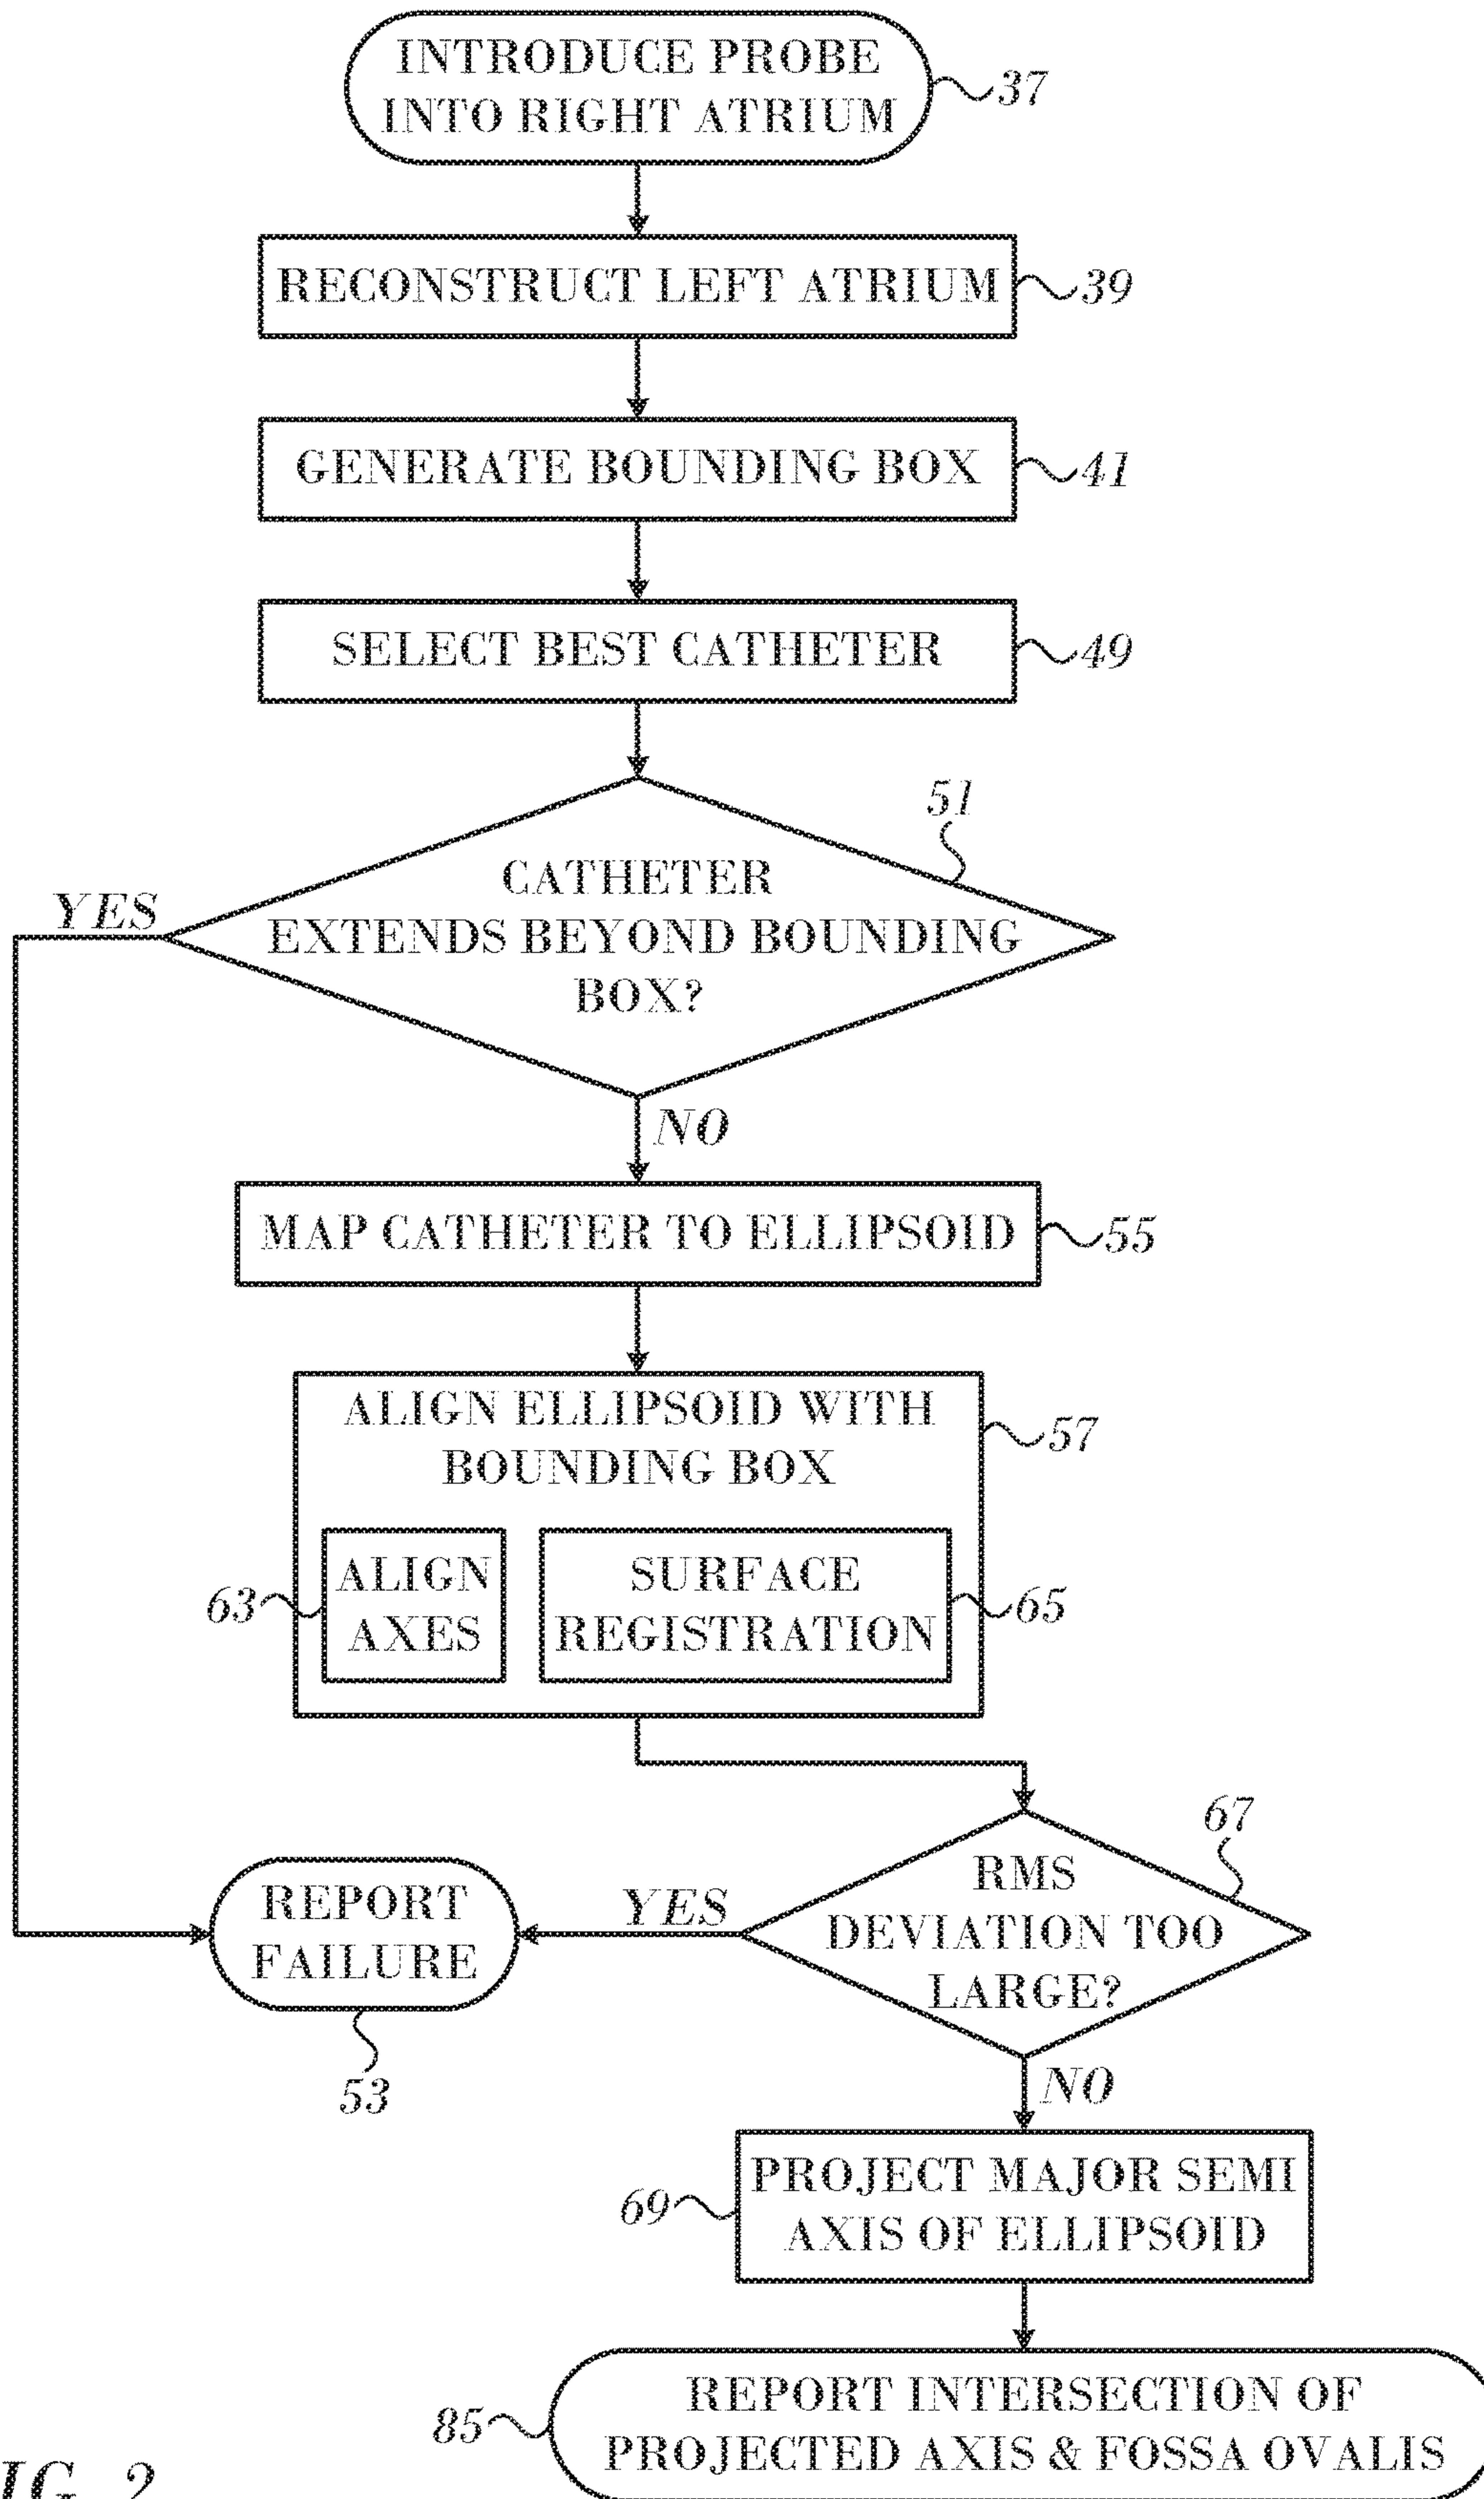 INTRODUCE PROBE
INTO RIGHT ATRIUM
37
RECONSTRUCT LEFT ATRIUM
39
GENERATE BOUNDING BOX
41
SELECT BEST CATHETER
49
51
CATHETER
EXTENDS BEYOND BOUNDING
BOX?
YES
NO
MAP CATHETER TO ELLIPSOID
55
ALIGN ELLIPSOID WITH
BOUNDING BOX
57
63
ALIGN
AXES
SURFACE
REGISTRATION
65
67
RMS
DEVIATION TOO
LARGE?
YES
REPORT
FAILURE
53
NO
PROJECT MAJOR SEMI
AXIS OF ELLIPSOID
69
REPORT INTERSECTION OF
PROJECTED AXIS & FOSSA OVALIS
85
IG. 2